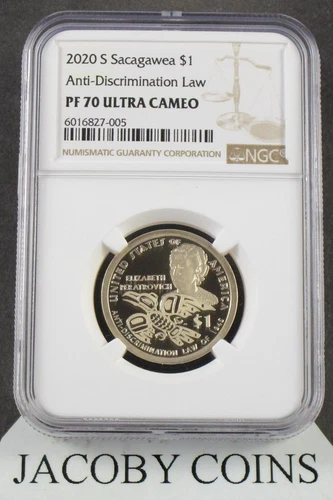 2020 S Sacagawea $1
Anti-Discrimination Law
PF 70 ULTRA CAMEO
6016827-005
NUMISMATIC GUARANTY CORPORATION
NGC
UNITED STATES OF AMERICA
ELIZABETH
PERATROVICH
$1
ANTI-DISCRIMINATION LAW OF 1945
JACOBY COINS